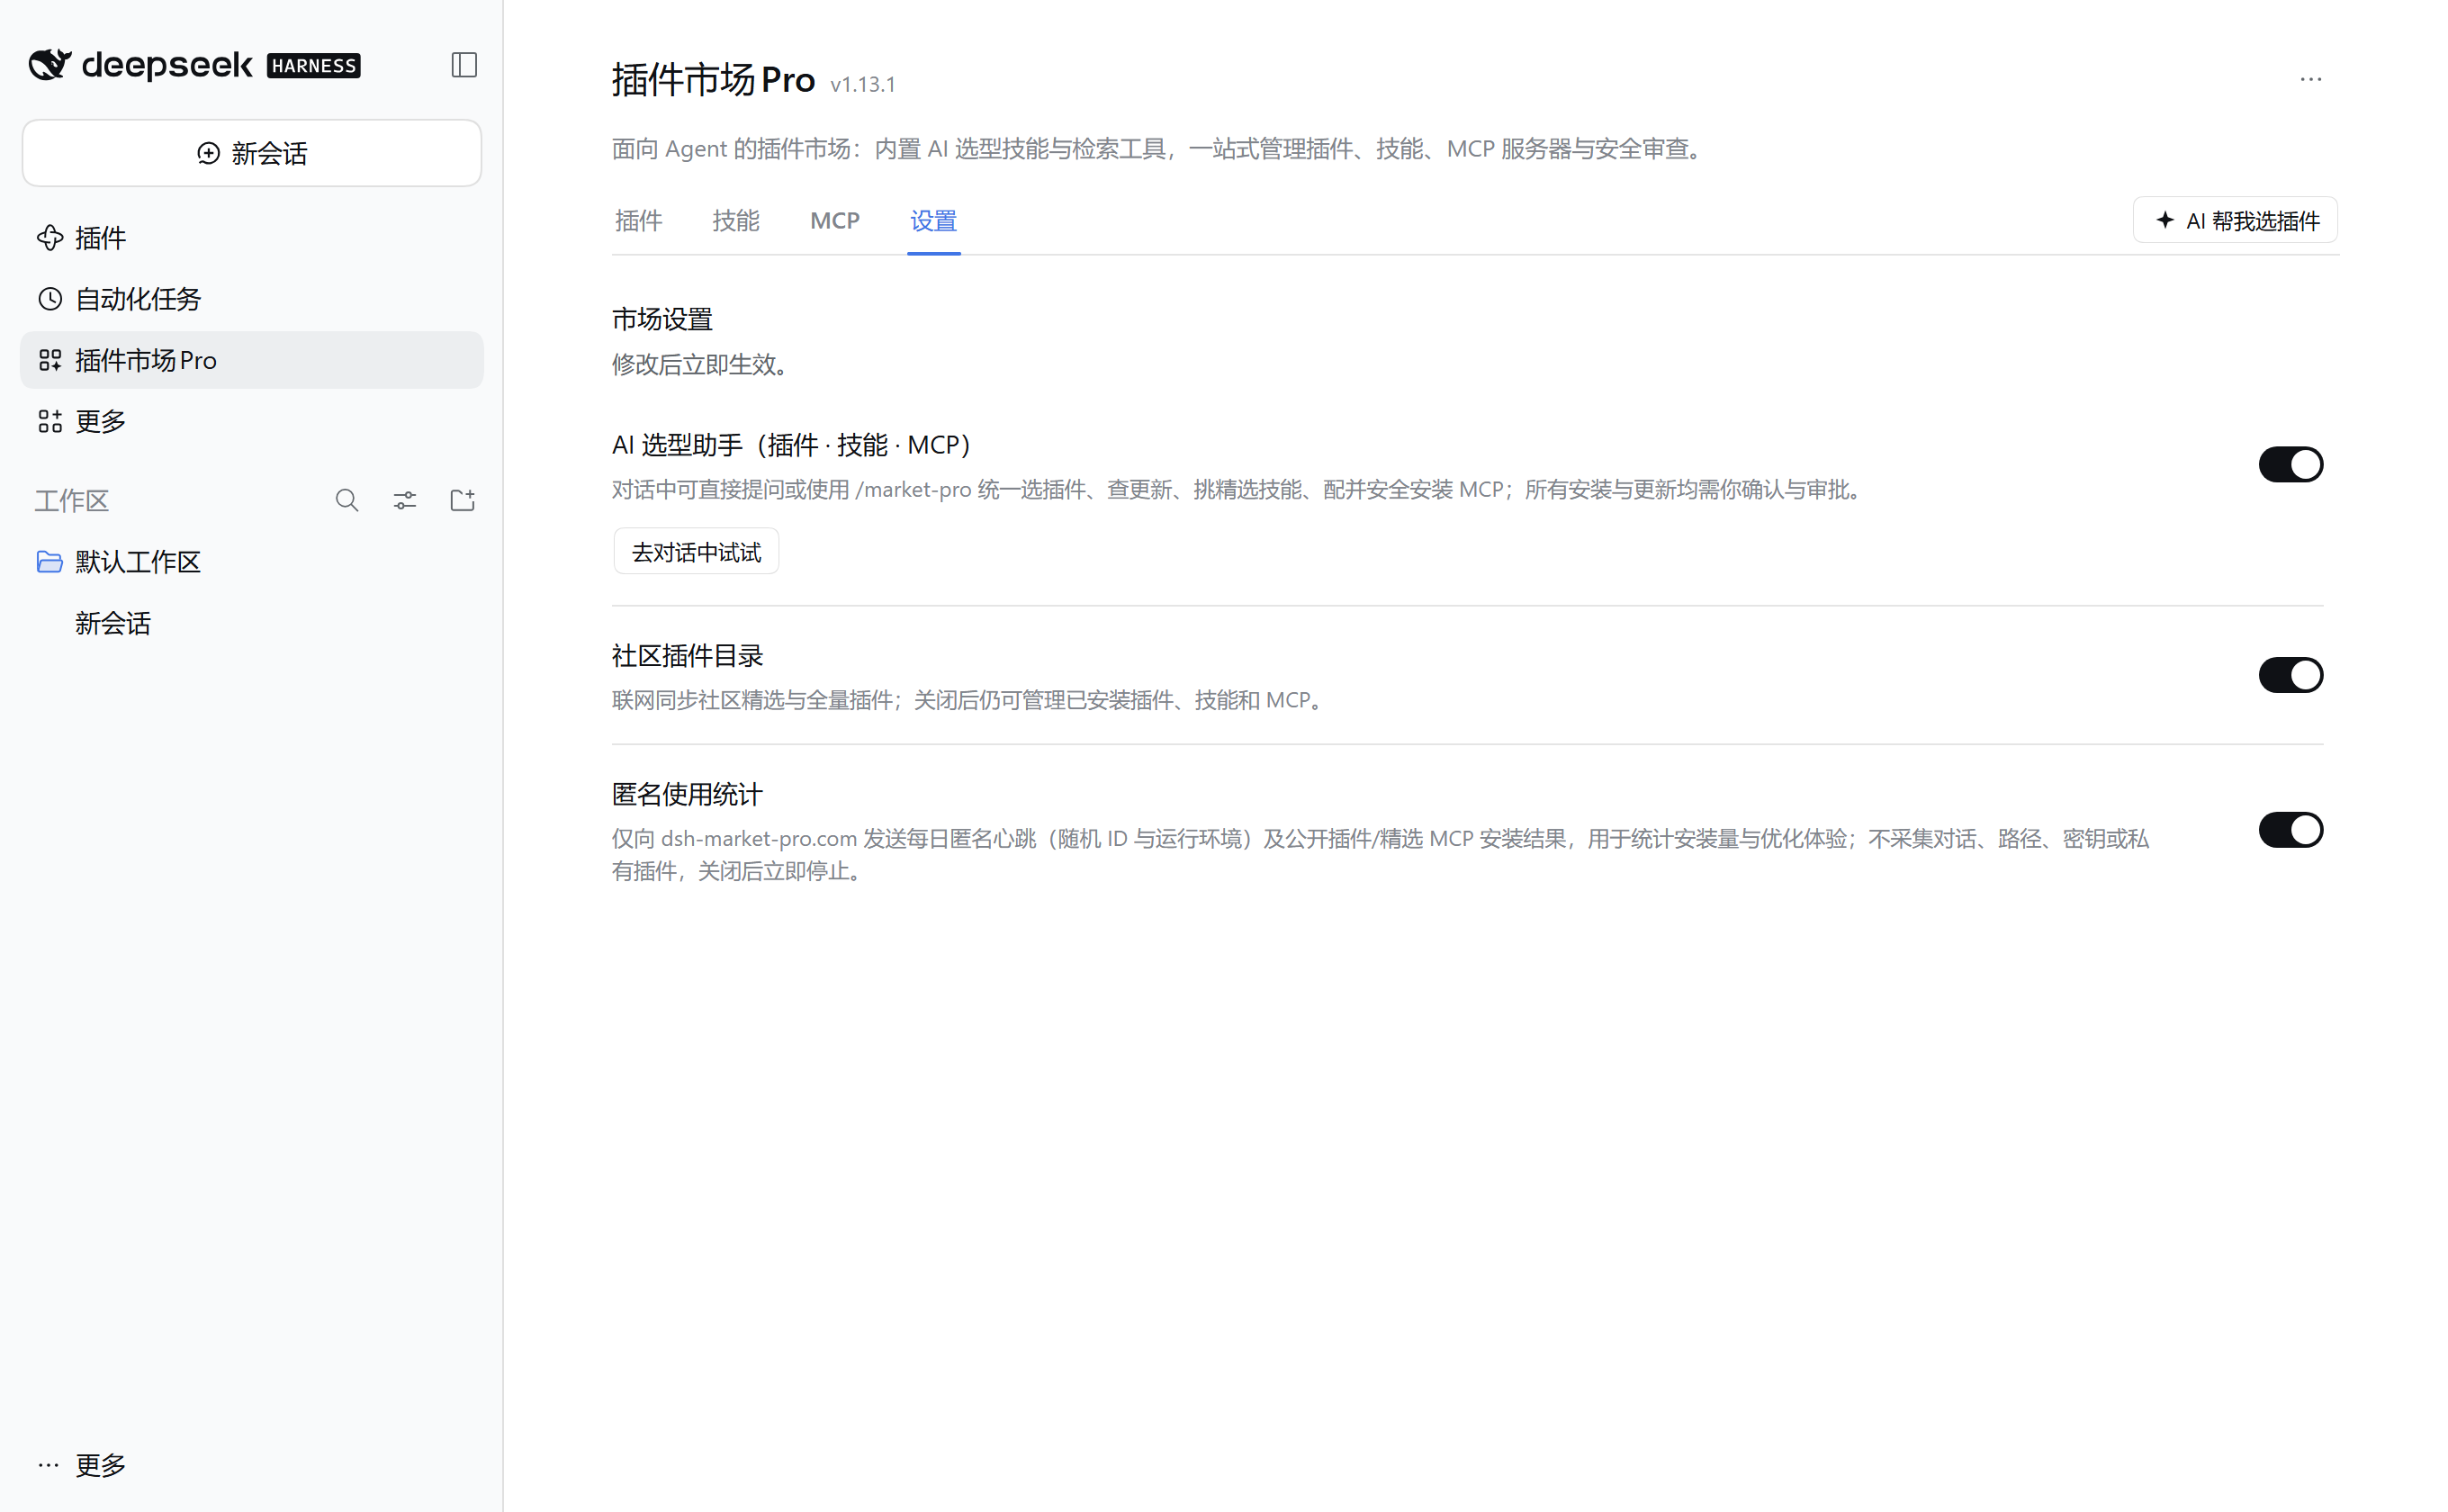 deepseek HARNESS
新会话
插件
自动化任务
插件市场Pro
更多
工作区
默认工作区
新会话
更多
插件市场Pro v1.13.1
面向 Agent 的插件市场：内置 AI 选型技能与检索工具，一站式管理插件、技能、MCP 服务器与安全审查。
插件 技能 MCP 设置
AI 帮我选插件
市场设置
修改后立即生效。
AI 选型助手（插件 · 技能 · MCP）
对话中可直接提问或使用 /market-pro 统一选插件、查更新、挑精选技能、配并安全安装 MCP；所有安装与更新均需你确认与审批。
去对话中试试
社区插件目录
联网同步社区精选与全量插件；关闭后仍可管理已安装插件、技能和 MCP。
匿名使用统计
仅向 dsh-market-pro.com 发送每日匿名心跳（随机 ID 与运行环境）及公开插件/精选 MCP 安装结果，用于统计安装量与优化体验；不采集对话、路径、密钥或私
有插件，关闭后立即停止。